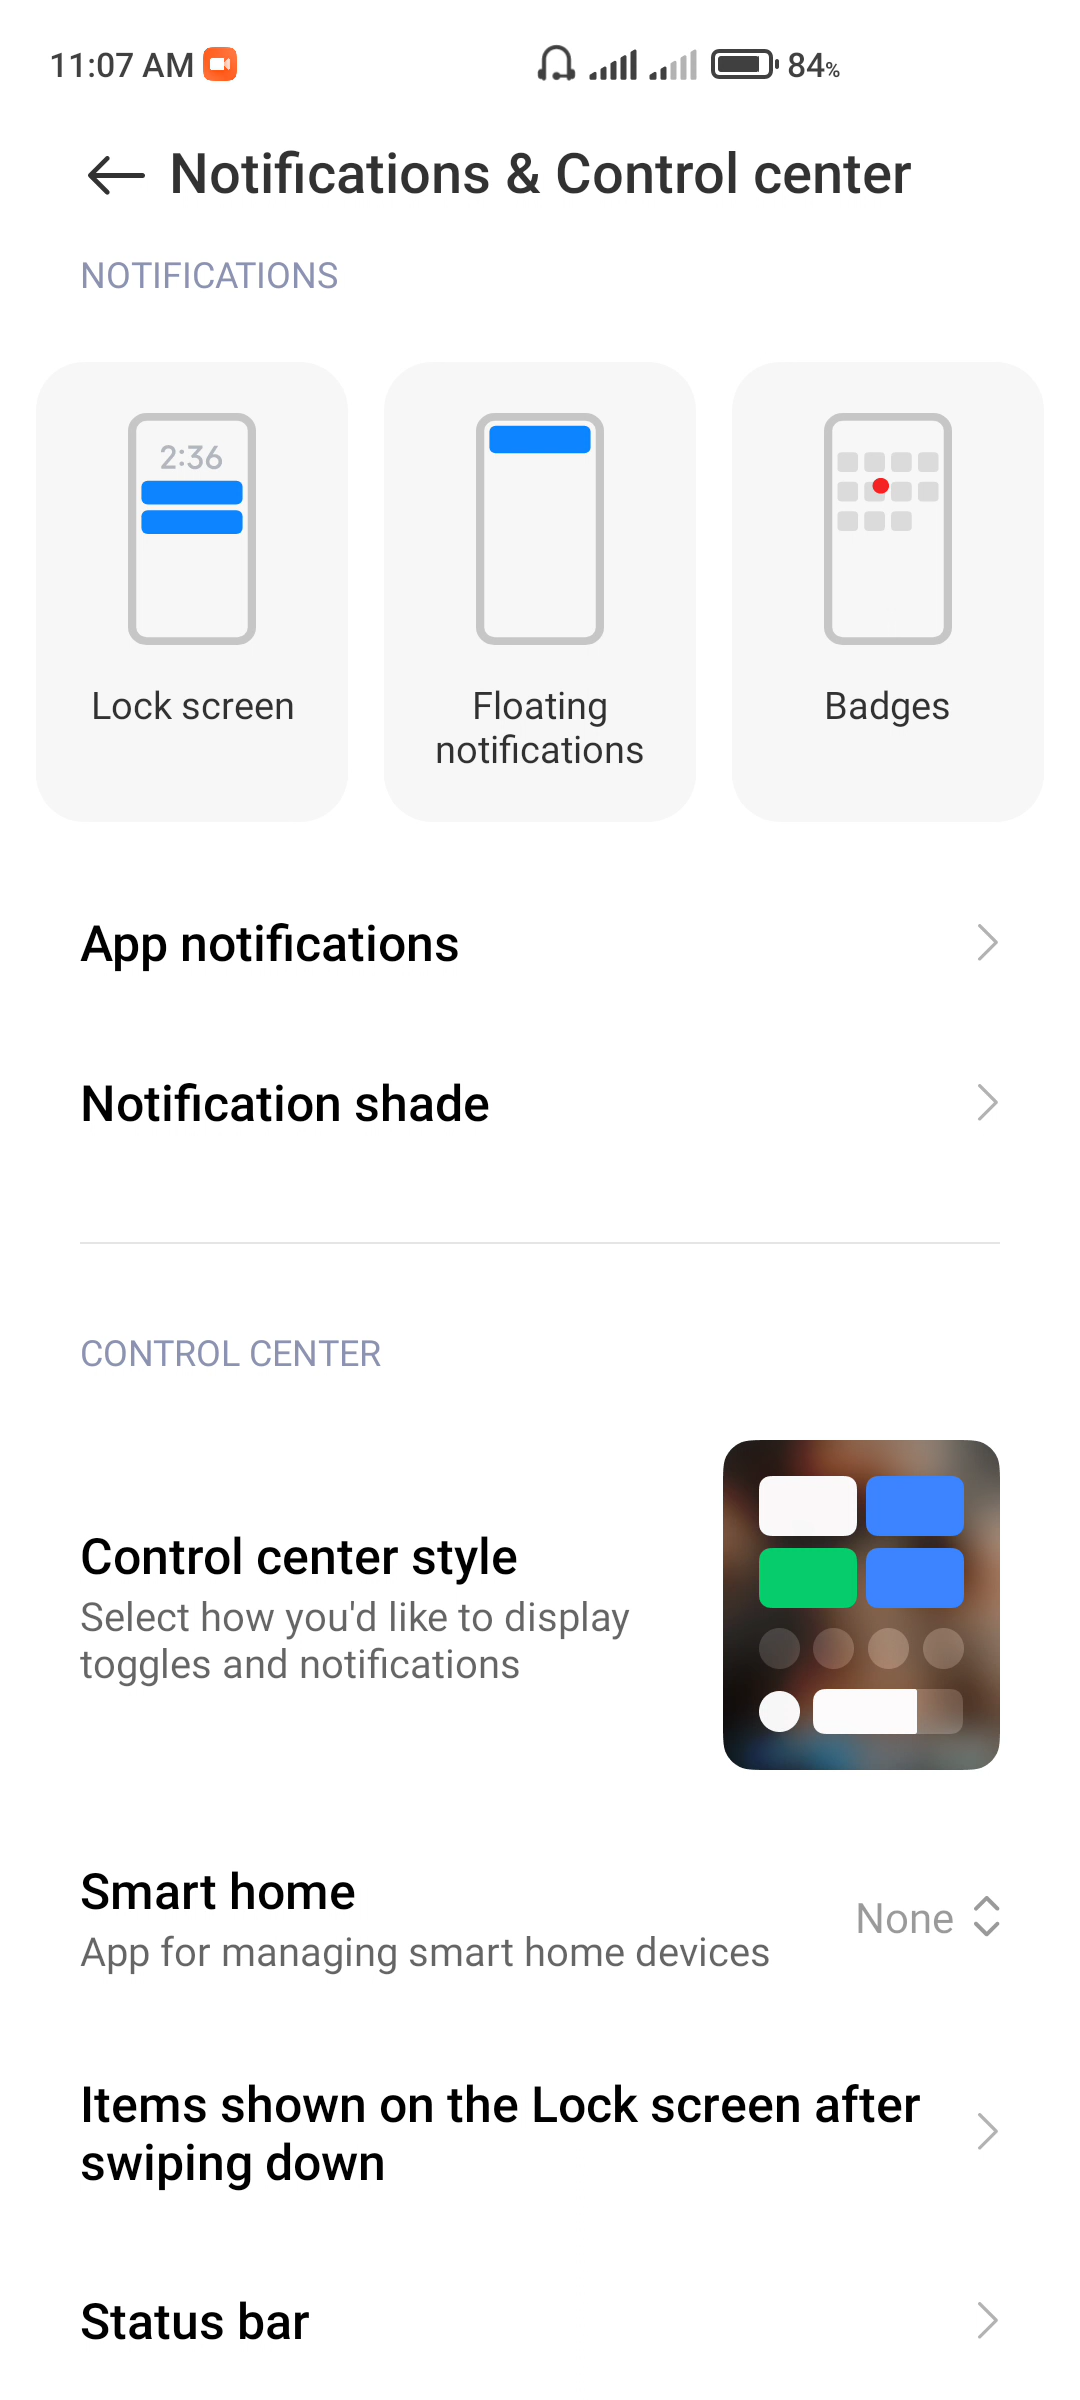 11:07 AM
84%
Notifications & Control center
NOTIFICATIONS
2:36
Lock screen
Floating
notifications
Badges
App notifications
Notification shade
CONTROL CENTER
Control center style
Select how you'd like to display
toggles and notifications
Smart home
App for managing smart home devices
None
Items shown on the Lock screen after
swiping down
Status bar